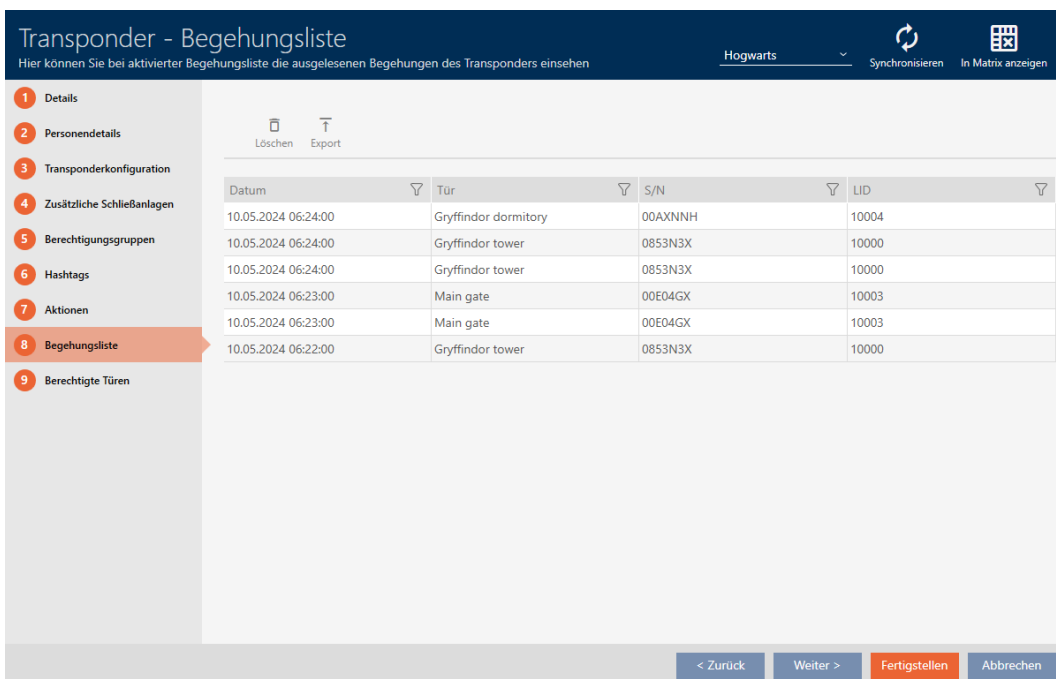 Transponder - Begehungsliste
Hier können Sie bei aktivierter Begehungsliste die ausgelesenen Begehungen des Transponders einsehen
Hogwarts
Synchronisieren
In Matrix anzeigen
1 Details
2 Personendetails
3 Transponderkonfiguration
4 Zusätzliche Schließanlagen
5 Berechtigungsgruppen
6 Hashtags
7 Aktionen
8 Begehungsliste
9 Berechtigte Türen
Löschen Export
Datum Tür S/N LID
10.05.2024 06:24:00 Gryffindor dormitory 00AXNNH 10004
10.05.2024 06:24:00 Gryffindor tower 0853N3X 10000
10.05.2024 06:24:00 Gryffindor tower 0853N3X 10000
10.05.2024 06:23:00 Main gate 00E04GX 10003
10.05.2024 06:23:00 Main gate 00E04GX 10003
10.05.2024 06:22:00 Gryffindor tower 0853N3X 10000
< Zurück Weiter > Fertigstellen Abbrechen